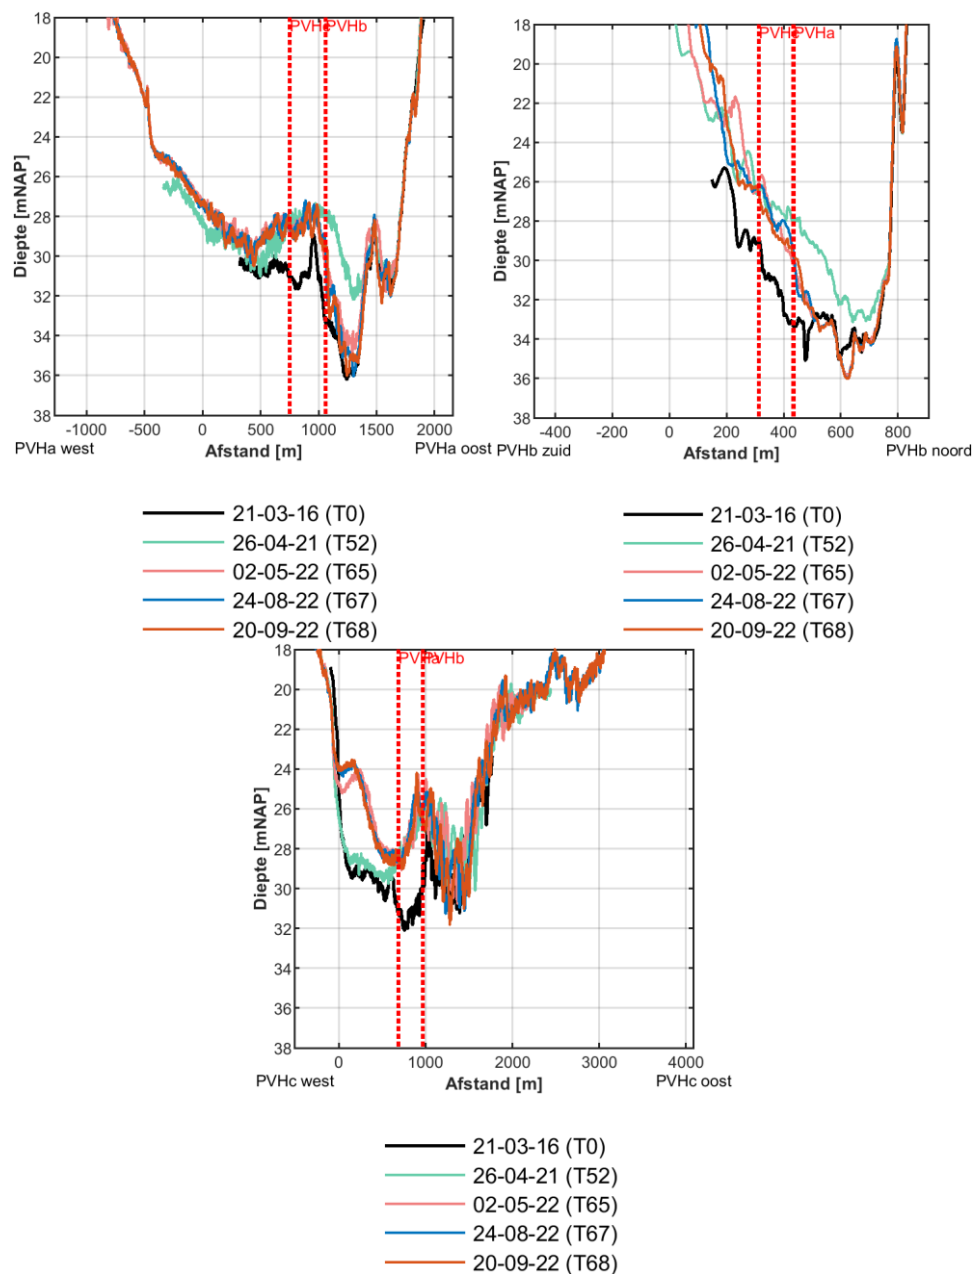 18
20
22
24
26
28
30
32
34
36
38
Diepte [mNAP]
PVH
PVHb
-1000
-500
0
500
1000
1500
2000
PVHa west
Afstand [m]
PVHa oost
18
20
22
24
26
28
30
32
34
36
38
Diepte [mNAP]
PVH
PVHa
-400
-200
0
200
400
600
800
PVHb zuid
Afstand [m]
PVHb noord
21-03-16 (T0)
26-04-21 (T52)
02-05-22 (T65)
24-08-22 (T67)
20-09-22 (T68)
21-03-16 (T0)
26-04-21 (T52)
02-05-22 (T65)
24-08-22 (T67)
20-09-22 (T68)
18
20
22
24
26
28
30
32
34
36
38
Diepte [mNAP]
PVHa
PVHb
0
1000
2000
3000
4000
PVHc west
Afstand [m]
PVHc oost
21-03-16 (T0)
26-04-21 (T52)
02-05-22 (T65)
24-08-22 (T67)
20-09-22 (T68)